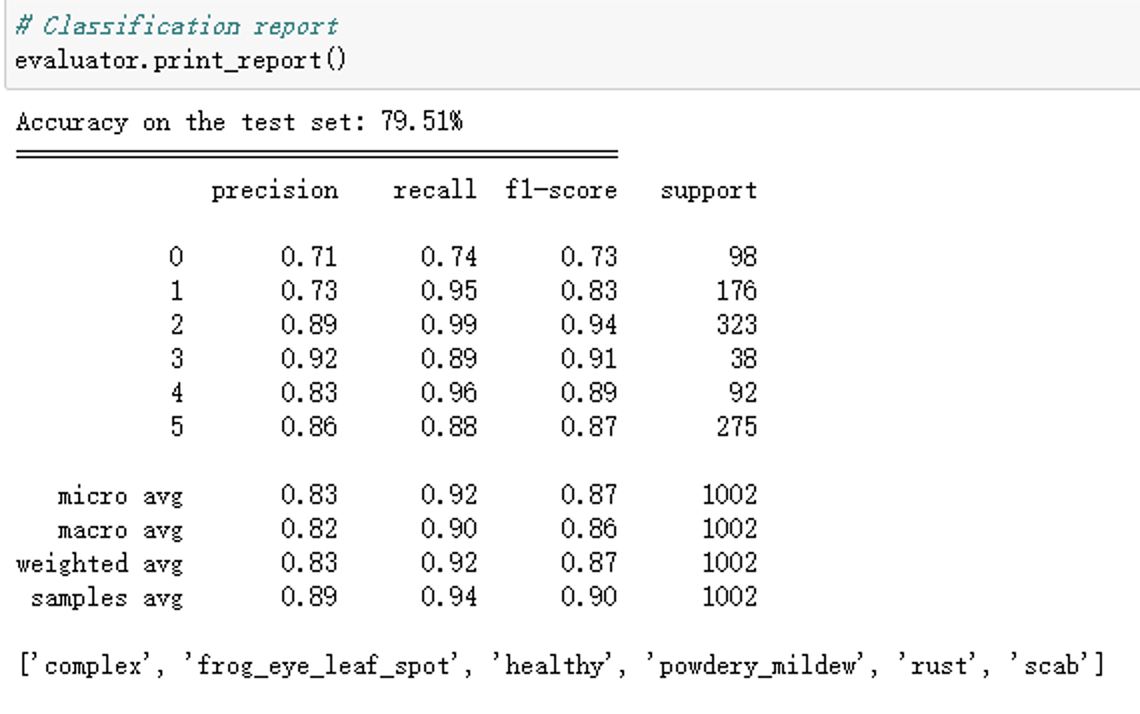 # Classification report
evaluator.print_report()
Accuracy on the test set: 79.51%
precision recall f1-score support
0 0.71 0.74 0.73 98
1 0.73 0.95 0.83 176
2 0.89 0.99 0.94 323
3 0.92 0.89 0.91 38
4 0.83 0.96 0.89 92
5 0.86 0.88 0.87 275
micro avg 0.83 0.92 0.87 1002
macro avg 0.82 0.90 0.86 1002
weighted avg 0.83 0.92 0.87 1002
samples avg 0.89 0.94 0.90 1002
['complex', 'frog_eye_leaf_spot', 'healthy', 'powdery_mildew', 'rust', 'scab']